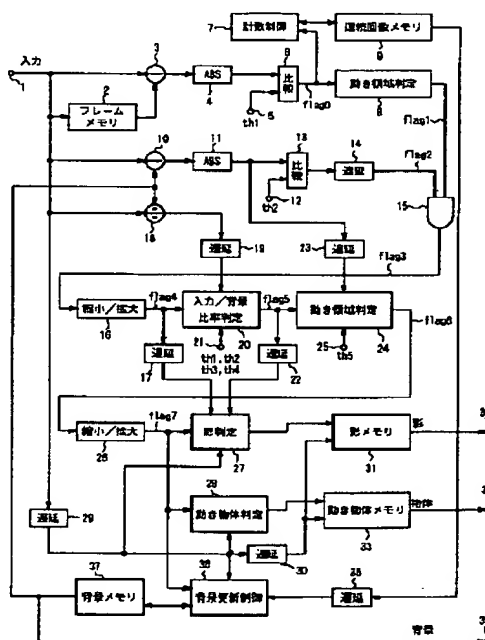 入力
1
フレーム
メモリ
2
3
ABS
4
th1
5
比較
6
flag0
計数制御
7
連続回数メモリ
9
動き領域判定
8
flag1
10
ABS
11
th2
12
比較
13
遅延
14
flag2
15
18
遅延
19
遅延
23
flag3
縮小/拡大
16
flag4
入力/背景
比率判定
20
21
th1, th2
th3, th4
flag5
動き領域判定
24
25
th5
flag6
遅延
17
遅延
22
縮小/拡大
26
flag7
影判定
27
影メモリ
31
影
動き物体判定
動き物体メモリ
33
物体
遅延
29
遅延
30
背景メモリ
37
背景更新制御
遅延
背景